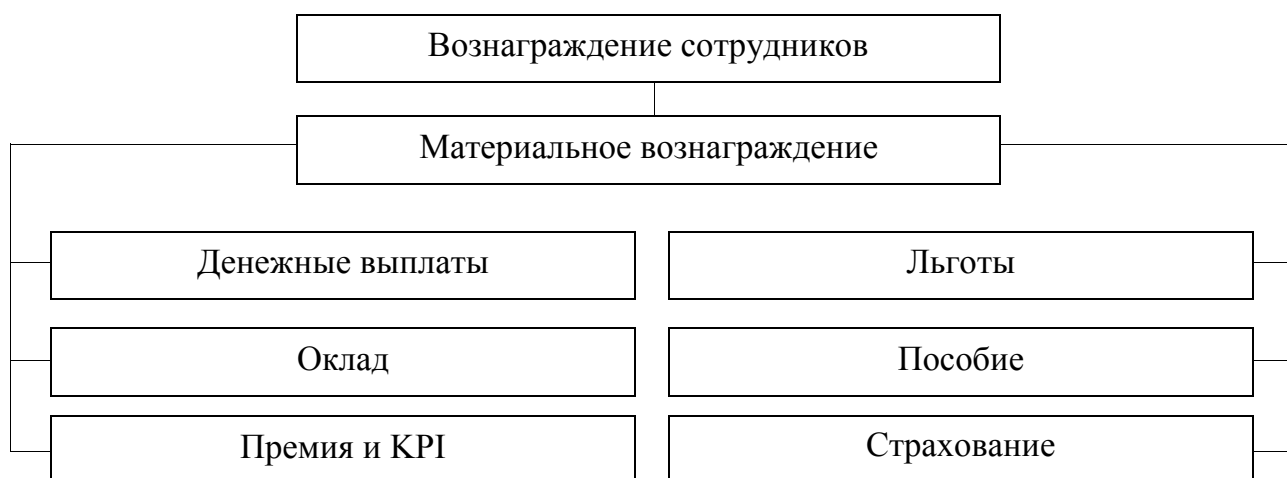 Вознаграждение сотрудников
Материальное вознаграждение
Денежные выплаты
Льготы
Оклад
Пособие
Премия и KPI
Страхование